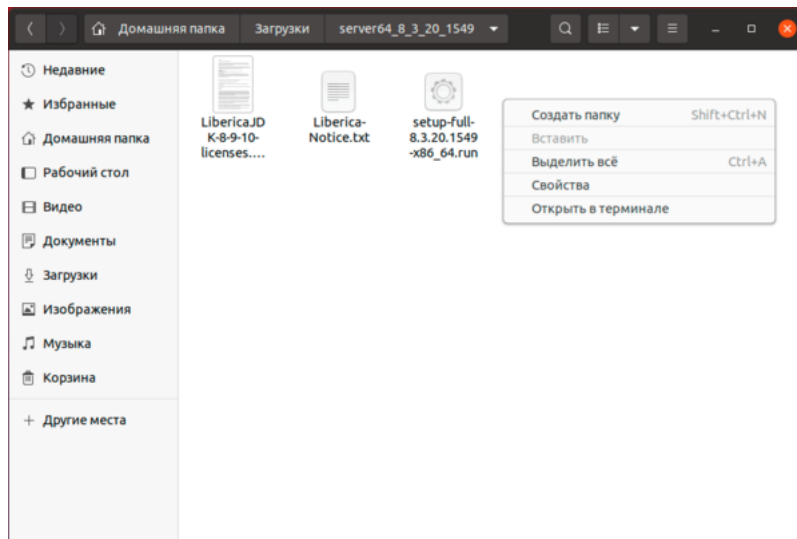 Домашняя папка Загрузки server64_8_3_20_1549
Недавние
Избранные
Домашняя папка
Рабочий стол
Видео
Документы
Загрузки
Изображения
Музыка
Корзина
Другие места
LibericaJD
K-8-9-10-
licenses....
Liberica-
Notice.txt
setup-full-
8.3.20.1549
-x86_64.run
Создать папку Shift+Ctrl+N
Вставить
Выделить всё Ctrl+A
Свойства
Открыть в терминале